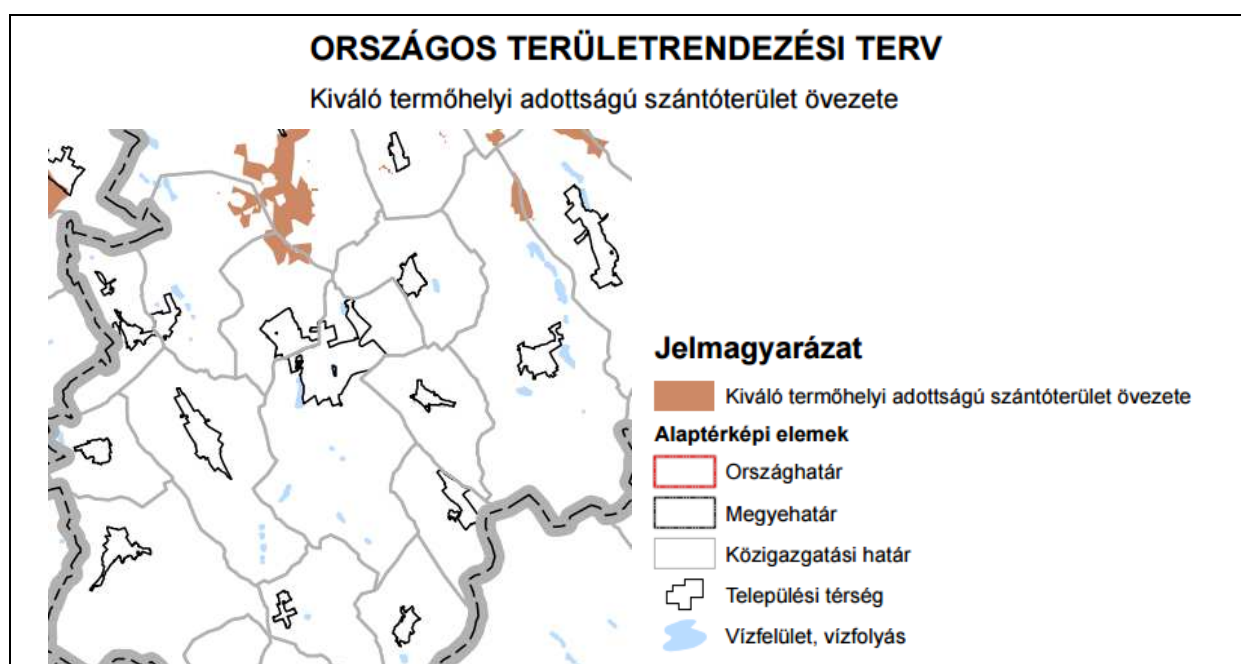 ORSZÁGOS TERÜLETRENDEZÉSI TERV
Kiváló termőhelyi adottságú szántóterület övezete
Jelmagyarázat
Kiváló termőhelyi adottságú szántóterület övezete
Alaptérképi elemek
Országhatár
Megyehatár
Közigazgatási határ
Települési térség
Vízfelület, vízfolyás